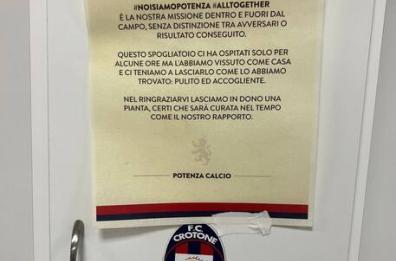 #NOISIAMOPOTENZA #ALLTOGETHER
È LA NOSTRA MISSIONE DENTRO E FUORI DAL
CAMPO, SENZA DISTINZIONE TRA AVVERSARI O
RISULTATO CONSEGUITO.
QUESTO SPOGLIATOIO CI HA OSPITATI SOLO PER
ALCUNE ORE MA L'ABBIAMO VISSUTO COME CASA
E CI TENIAMO A LASCIARLO COME LO ABBIAMO
TROVATO: PULITO ED ACCOGLIENTE.
NEL RINGRAZIARVI LASCIAMO IN DONO UNA
PIANTA, CERTI CHE SARÀ CURATA NEL TEMPO
COME IL NOSTRO RAPPORTO.
POTENZA CALCIO
F.C.
CROTONE